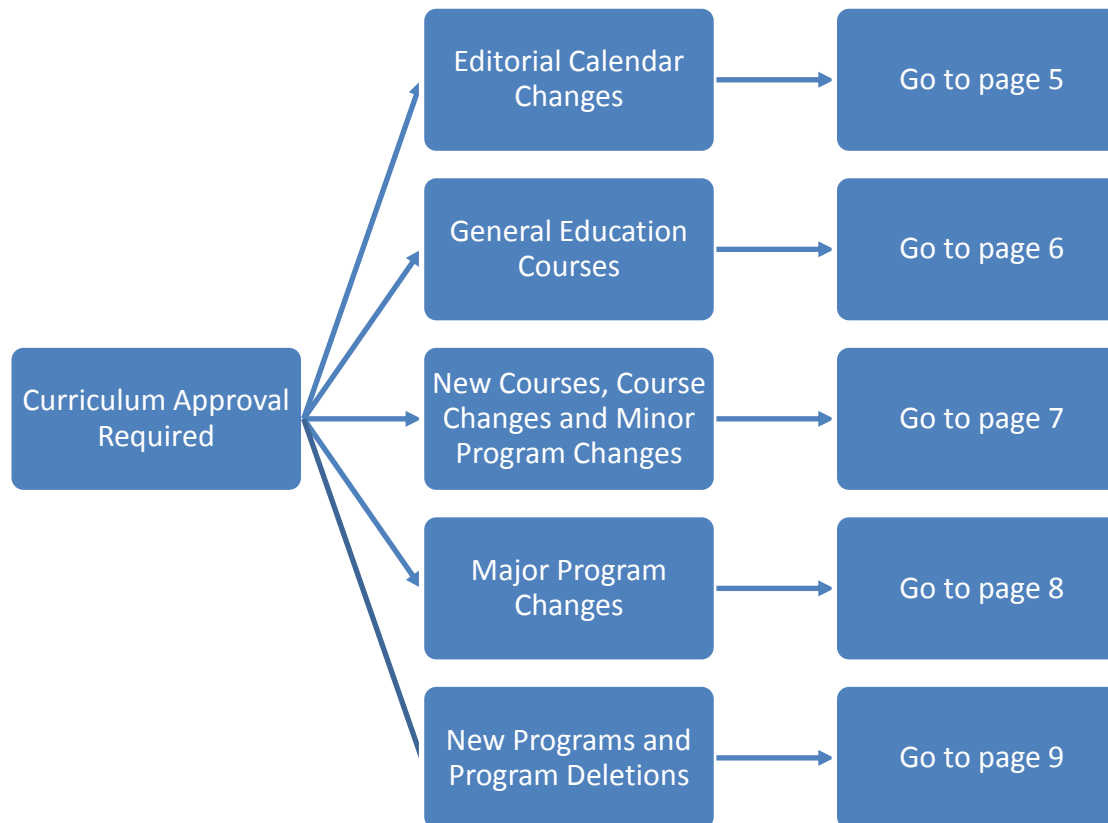 Editorial Calendar
Changes
Go to page 5
General Education
Courses
Go to page 6
Curriculum Approval
Required
New Courses, Course
Changes and Minor
Program Changes
Go to page 7
Major Program
Changes
Go to page 8
New Programs and
Program Deletions
Go to page 9